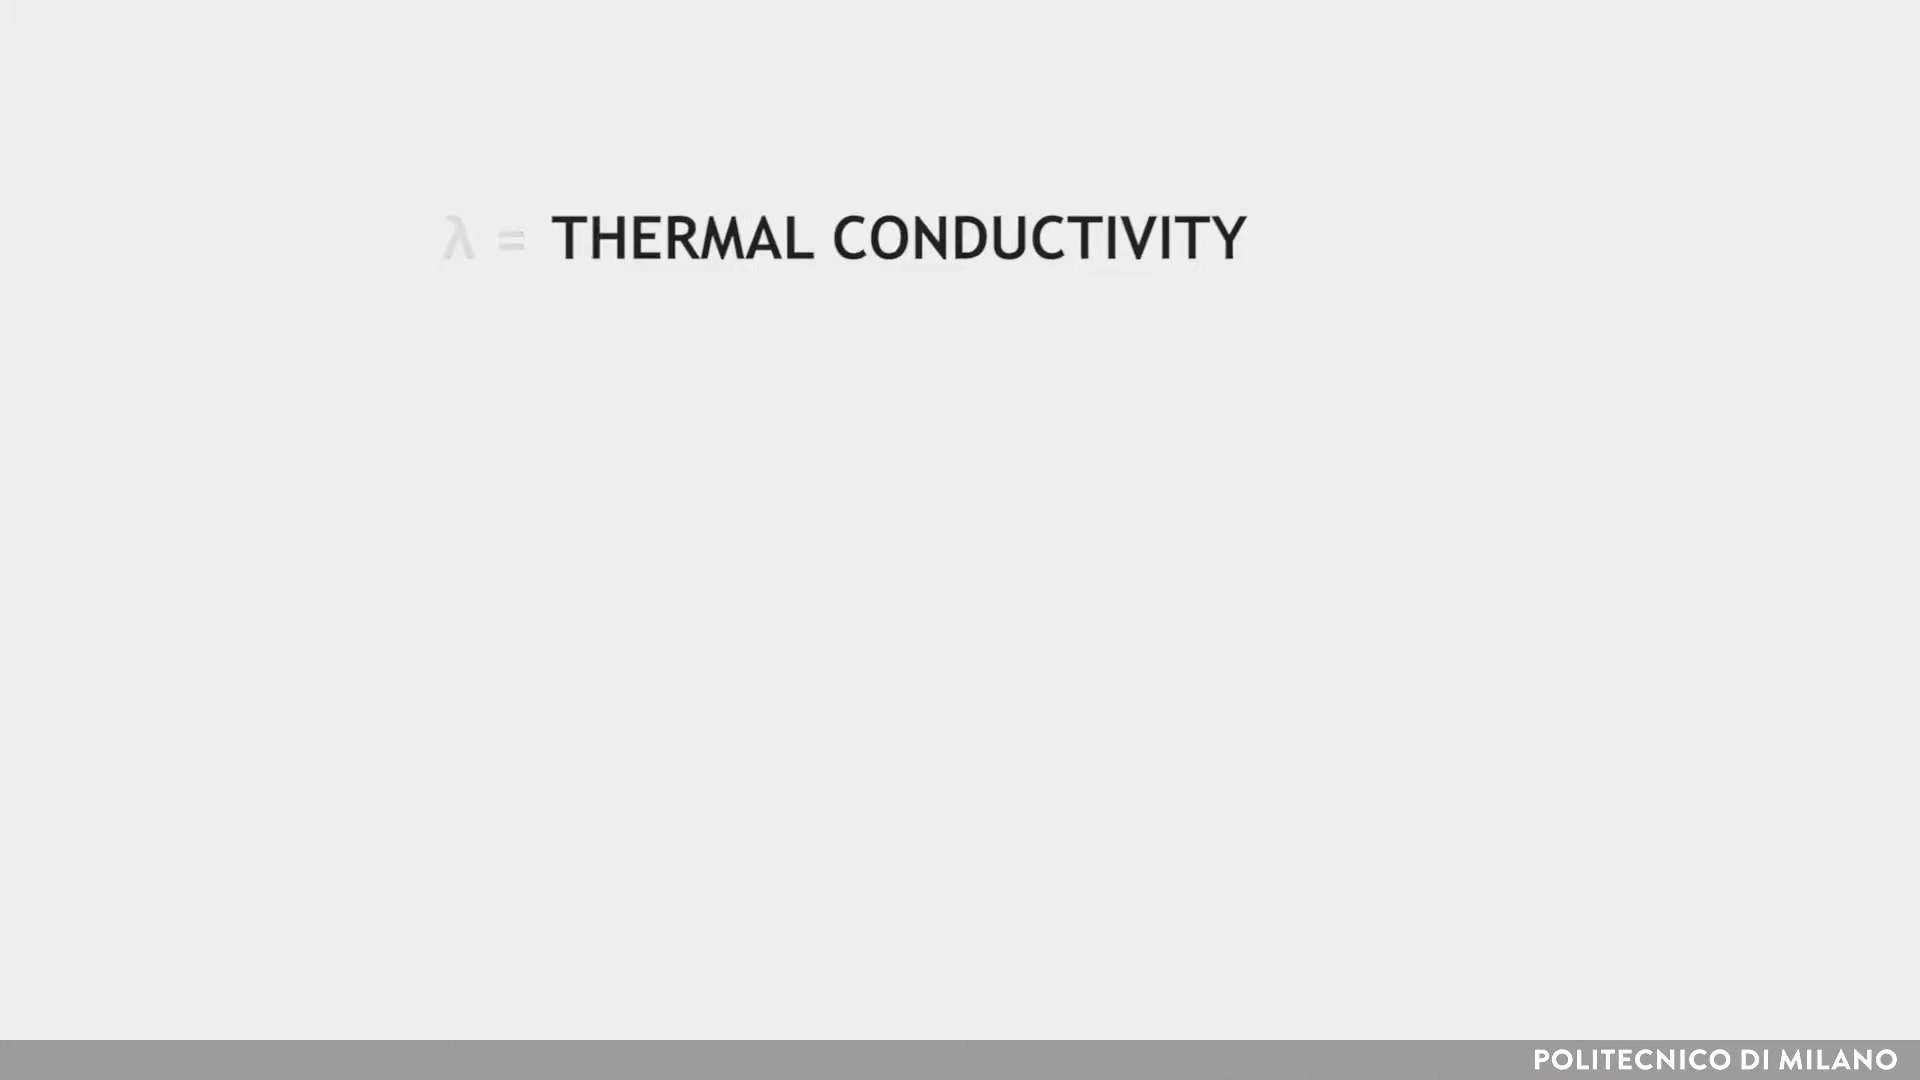 λ = THERMAL CONDUCTIVITY
POLITECNICO DI MILANO